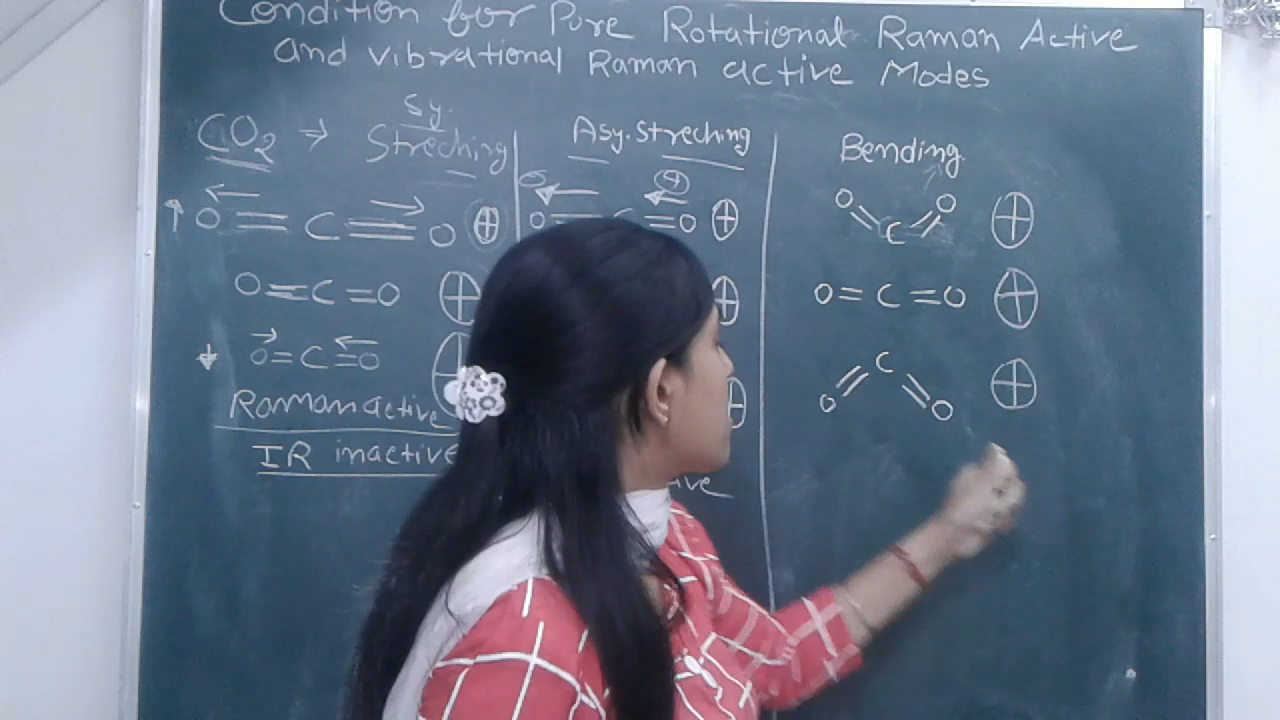 Condition for Pure Rotational Raman Active
and vibrational Raman active Modes
CO2 ⇒ Sy. Streching
O ≡ C ≡ O
O = C = O
O = C = O
Raman active
IR inactive
Asy. Streching
⊖ ⊕
O = C = O
Bending
O C O
O = C = O
O C O